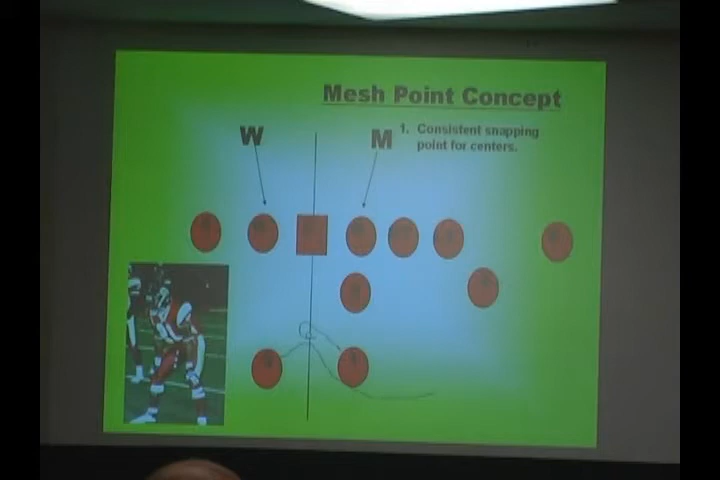 Mesh Point Concept
W
M
1. Consistent snapping
point for centers.